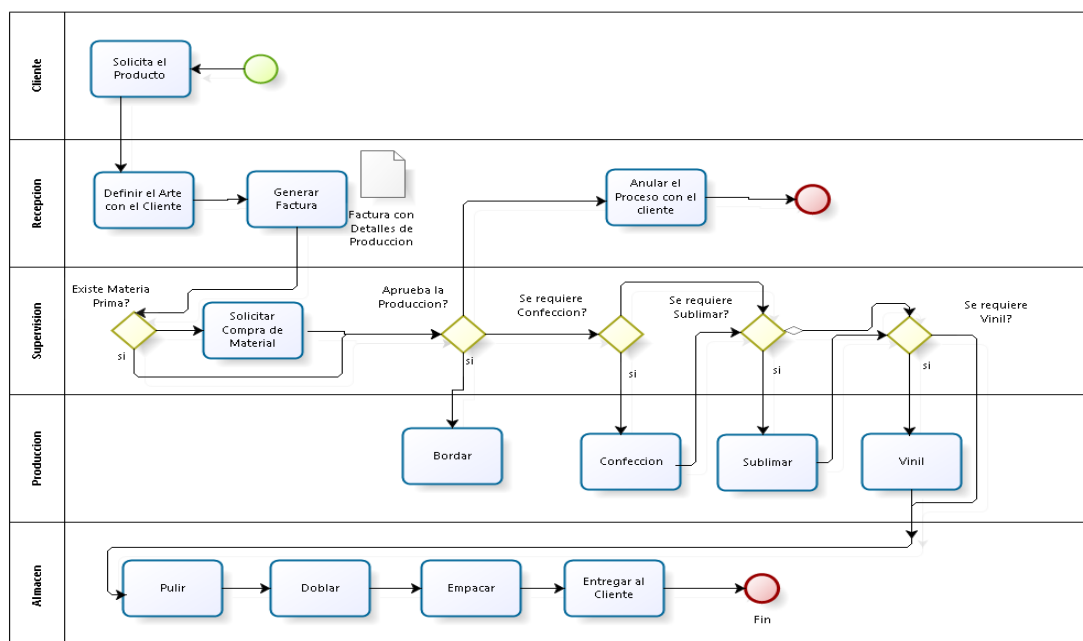 Cliente
Solicita el
Producto
Recepcion
Definir el Arte
con el Cliente
Generar
Factura
Factura con
Detalles de
Produccion
Anular el
Proceso con el
cliente
Supervision
Existe Materia
Prima?
si
Solicitar
Compra de
Material
Aprueba la
Produccion?
si
Se requiere
Confeccion?
si
Se requiere
Sublimar?
si
Se requiere
Vinil?
si
Produccion
Bordar
Confeccion
Sublimar
Vinil
Almacen
Pulir
Doblar
Empacar
Entregar al
Cliente
Fin